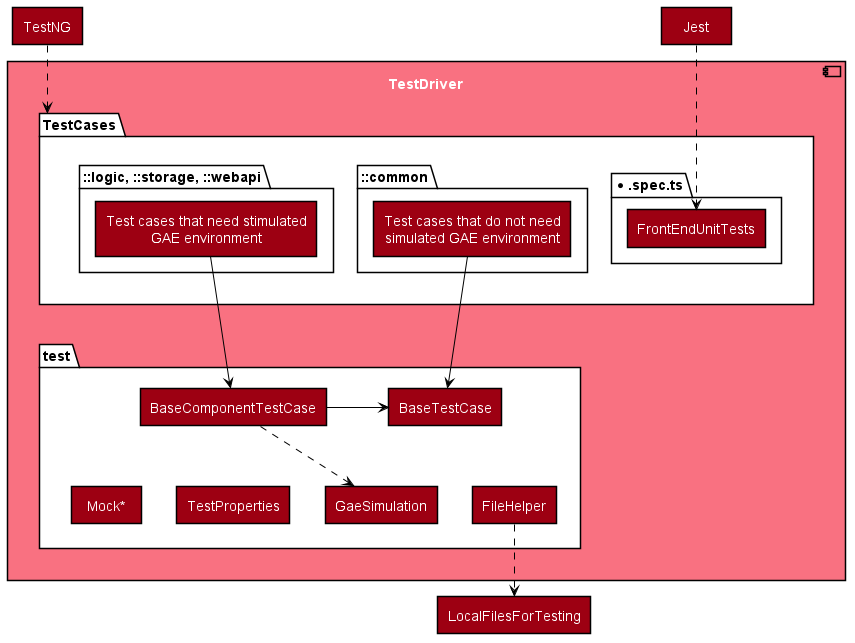 TestNG
Jest
TestDriver
TestCases
::logic, ::storage, ::webapi
::common
• .spec.ts
Test cases that need stimulated
GAE environment
Test cases that do not need
simulated GAE environment
FrontEndUnitTests
test
BaseComponentTestCase
BaseTestCase
Mock*
TestProperties
GaeSimulation
FileHelper
LocalFilesForTesting